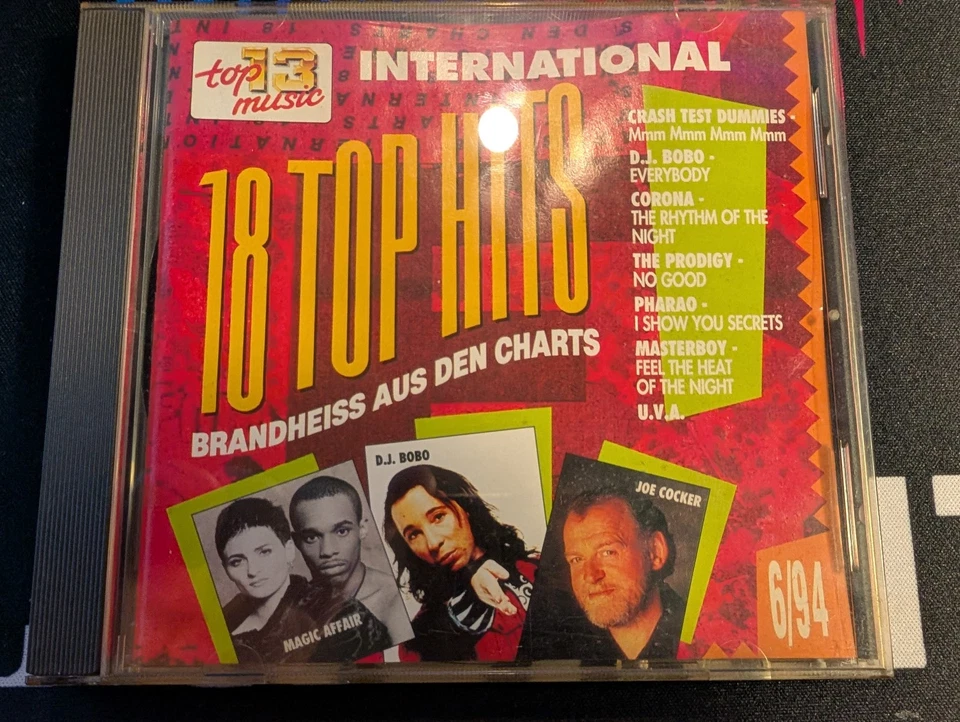 top 13
music
INTERNATIONAL
18 TOP HITS
BRANDHEISS AUS DEN CHARTS
CRASH TEST DUMMIES -
Mmm Mmm Mmm Mmm
D.J. BOBO -
EVERYBODY
CORONA -
THE RHYTHM OF THE
NIGHT
THE PRODIGY -
NO GOOD
PHARAO -
I SHOW YOU SECRETS
MASTERBOY -
FEEL THE HEAT
OF THE NIGHT
U.V.A.
MAGIC AFFAIR
D.J. BOBO
JOE COCKER
6/94